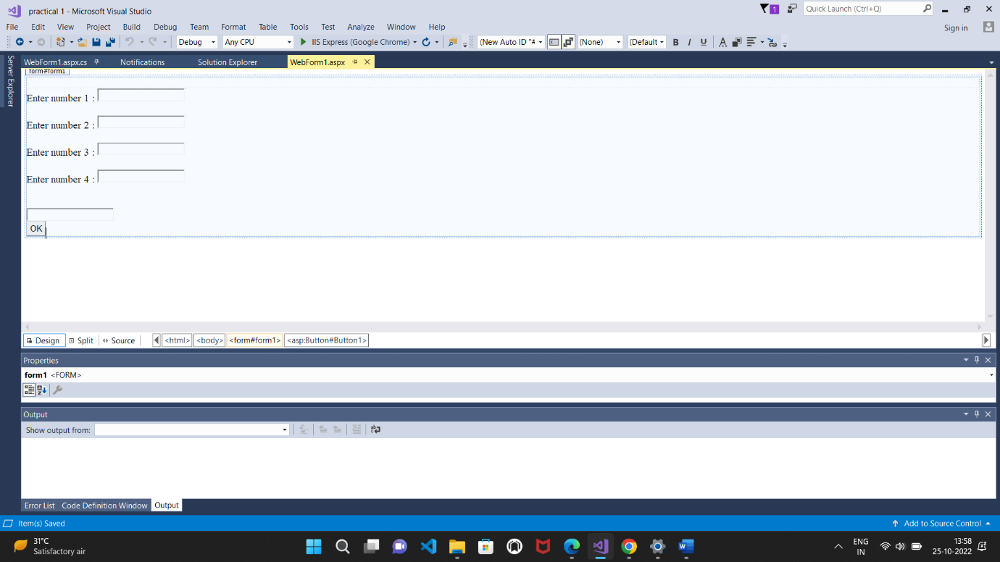 practical 1 - Microsoft Visual Studio
1
Quick Launch (Ctrl+Q)
File Edit View Project Build Debug Team Format Table Tools Test Analyze Window Help
Sign in
Debug Any CPU IIS Express (Google Chrome) (New Auto ID "# (None) (Default B I U A
Server Explorer
WebForm1.aspx.cs Notifications Solution Explorer WebForm1.aspx
form#form1
Enter number 1 :
Enter number 2 :
Enter number 3 :
Enter number 4 :
OK
Design Split Source <html> <body> <form#form1> <asp:Button#Button1>
Properties
form1 <FORM>
Output
Show output from:
Error List Code Definition Window Output
Item(s) Saved
Add to Source Control
31°C
Satisfactory air
ENG
IN
13:58
25-10-2022